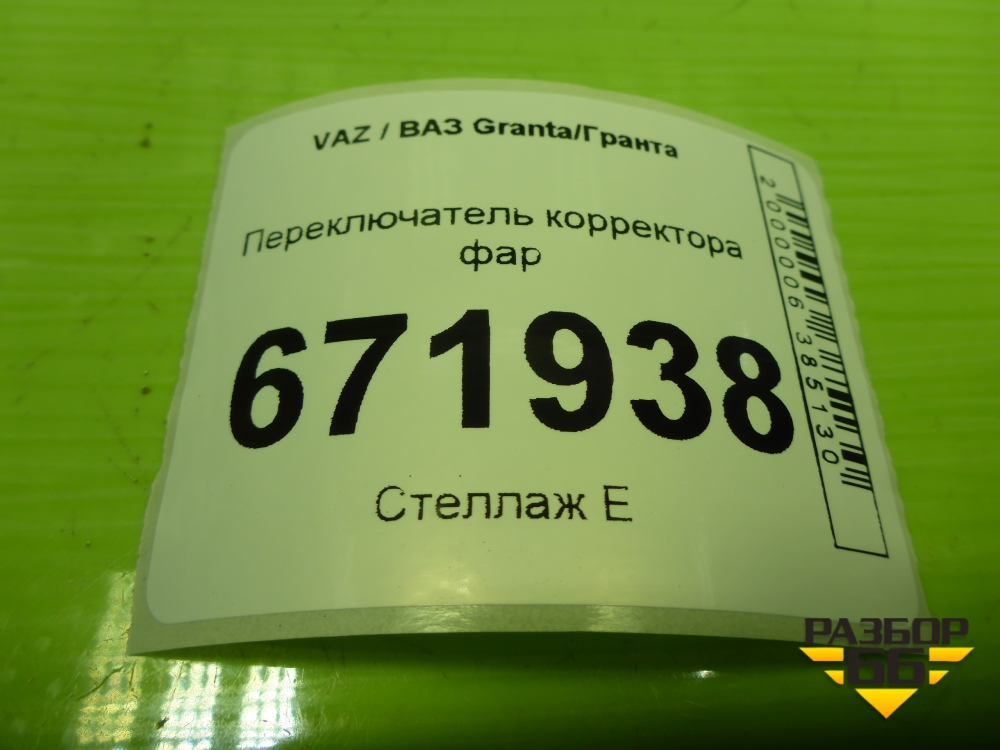 VAZ / ВАЗ Granta/Гранта
Переключатель корректора
фар
671938
Стеллаж Е
2000006385130
РАЗБОР
66